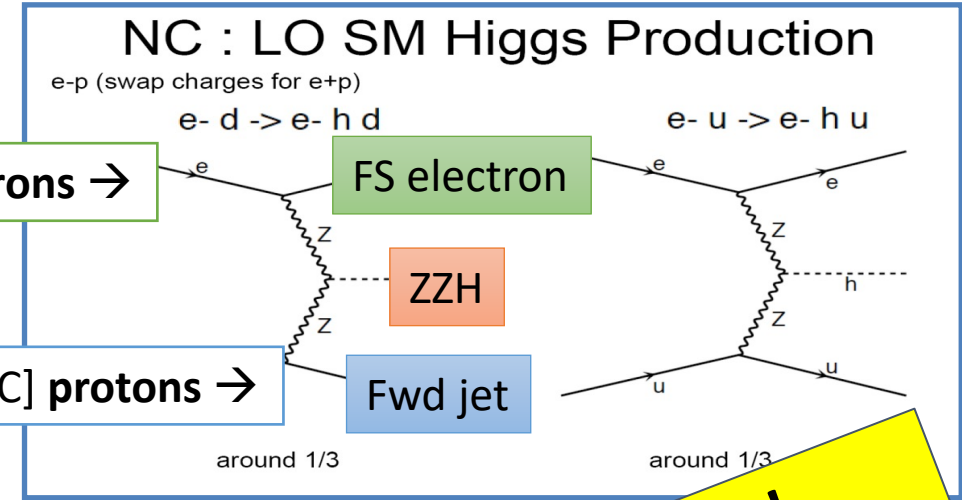 NC : LO SM Higgs Production
e-p (swap charges for e+p)
e- d -> e- h d
e- u -> e- h u
rons →
e
FS electron
e
e
Z
Z
ZZH
h
Z
Z
C] protons →
Fwd jet
u
u
around 1/3
around 1/3